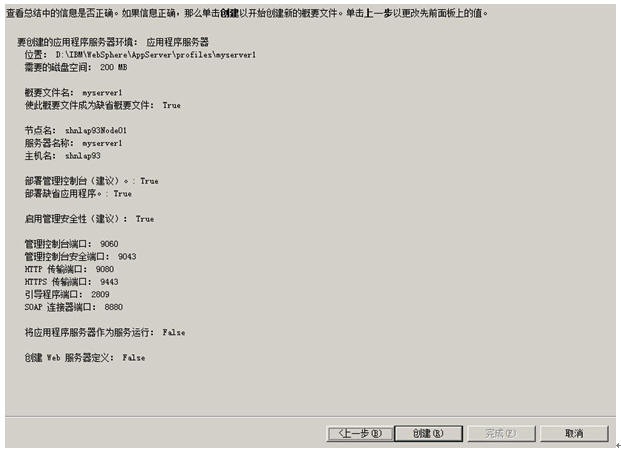 查看总结中的信息是否正确。如果信息正确，那么单击创建以开始创建新的概要文件。单击上一步以更改先前面板上的值。
要创建的应用程序服务器环境： 应用程序服务器
位置： D:\IBM\WebSphere\AppServer\profiles\myserver1
需要的磁盘空间： 200 MB
概要文件名： myserver1
使此概要文件成为缺省概要文件： True
节点名： shnlap93Node01
服务器名称： myserver1
主机名： shnlap93
部署管理控制台（建议）。: True
部署缺省应用程序。: True
启用管理安全性（建议）： True
管理控制台端口： 9060
管理控制台安全端口： 9043
HTTP 传输端口： 9080
HTTPS 传输端口： 9443
引导程序端口： 2809
SOAP 连接器端口： 8880
将应用程序服务器作为服务运行： False
创建 Web 服务器定义： False
<上一步(B) 创建(R) 完成(F) 取消